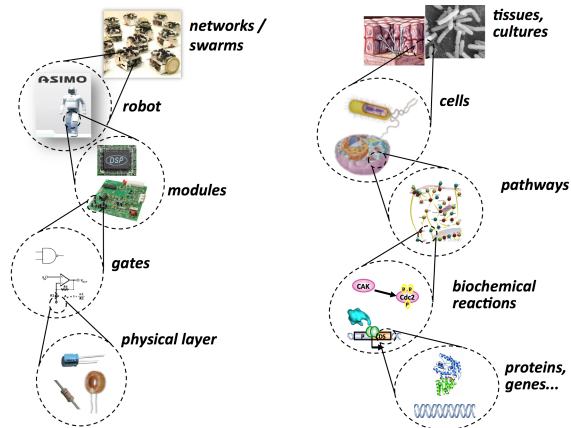 networks /
swarms
ASIMO
robot
DSP
modules
gates
physical layer
tissues,
cultures
cells
pathways
CAK
P
P
Cdc2
biochemical
reactions
P
CDS
proteins,
genes...